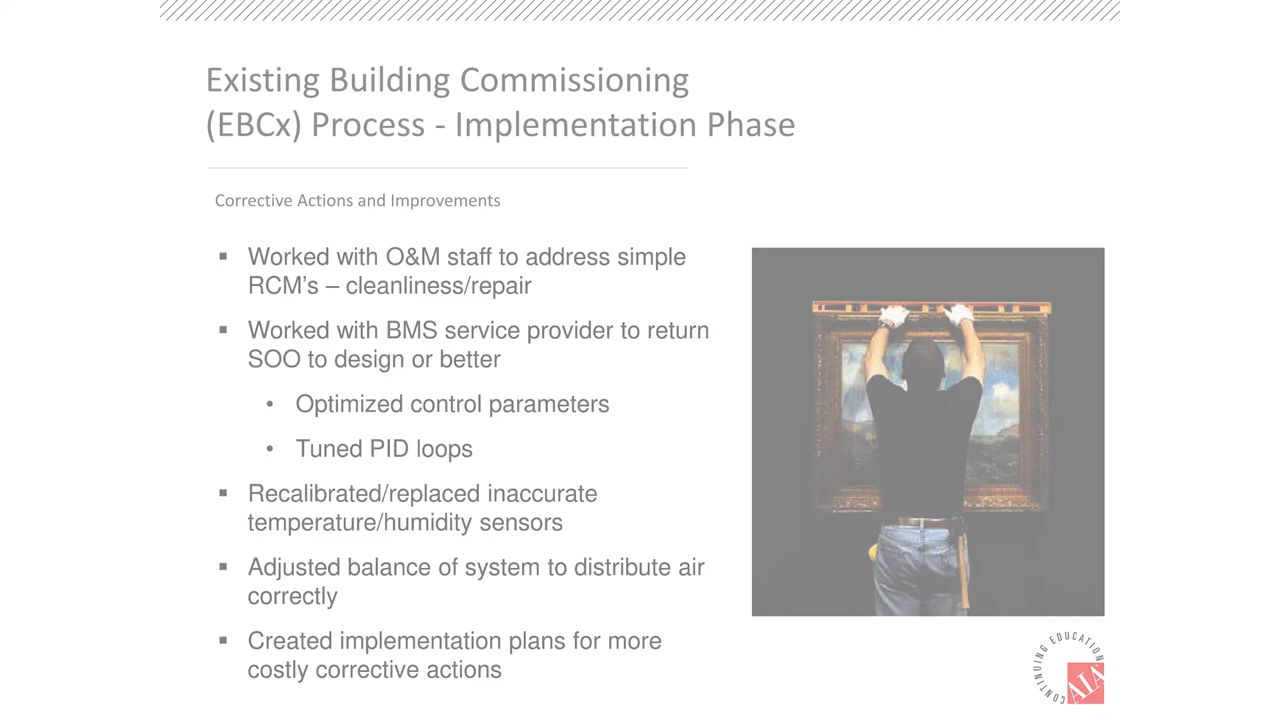 Existing Building Commissioning
(EBCx) Process - Implementation Phase
Corrective Actions and Improvements
▪ Worked with O&M staff to address simple
RCM’s – cleanliness/repair
▪ Worked with BMS service provider to return
SOO to design or better
• Optimized control parameters
• Tuned PID loops
▪ Recalibrated/replaced inaccurate
temperature/humidity sensors
▪ Adjusted balance of system to distribute air
correctly
▪ Created implementation plans for more
costly corrective actions
CONTINUING EDUCATION
AIA